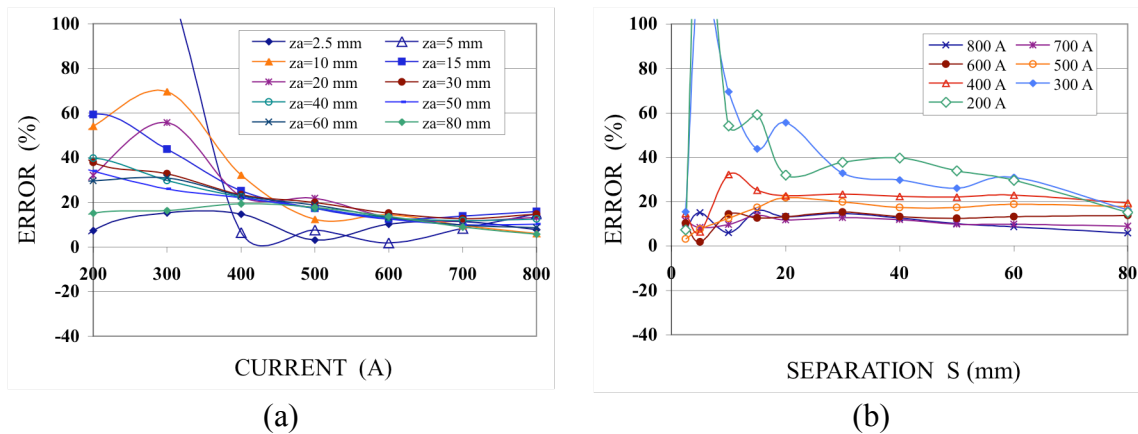 100
80
60
40
20
0
-20
-40
ERROR (%)
za=2.5 mm
za=5 mm
za=10 mm
za=15 mm
za=20 mm
za=30 mm
za=40 mm
za=50 mm
za=60 mm
za=80 mm
200 300 400 500 600 700 800
CURRENT (A)
(a)
100
80
60
40
20
0
-20
-40
ERROR (%)
800 A
700 A
600 A
500 A
400 A
300 A
200 A
0 20 40 60 80
SEPARATION S (mm)
(b)